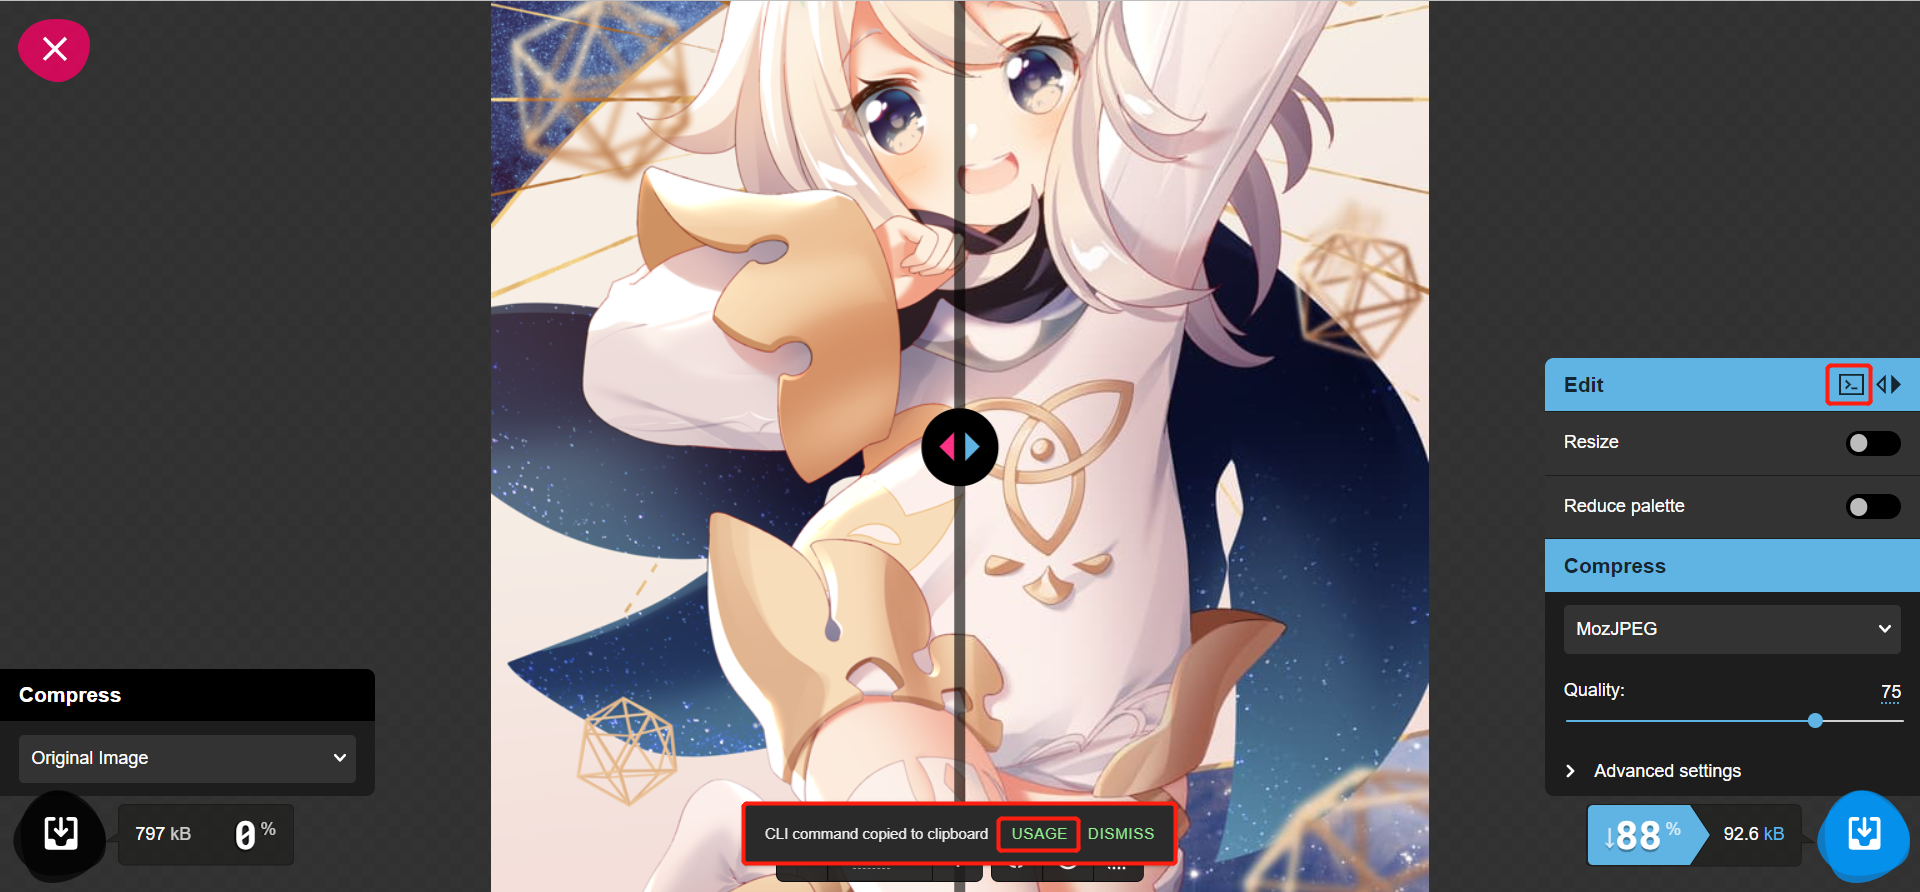 Edit
Resize
Reduce palette
Compress
MozJPEG
Quality:
75
Advanced settings
Compress
Original Image
797 kB
0 %
CLI command copied to clipboard USAGE DISMISS
↓88 %
92.6 kB